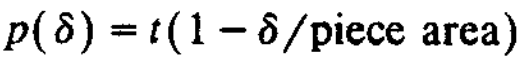 p(δ) = t(1 − δ/piece area)